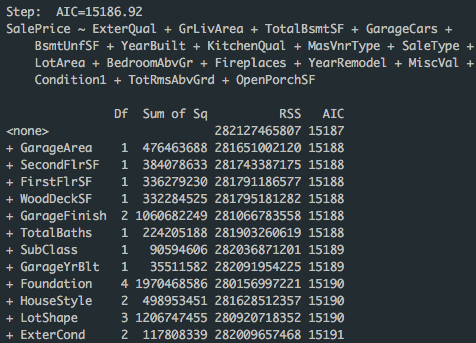 Step:  AIC=15186.92
SalePrice ~ ExterQual + GrLivArea + TotalBsmtSF + GarageCars +
    BsmtUnfSF + YearBuilt + KitchenQual + MasVnrType + SaleType +
    LotArea + BedroomAbvGr + Fireplaces + YearRemodel + MiscVal +
    Condition1 + TotRmsAbvGrd + OpenPorchSF
               Df  Sum of Sq          RSS   AIC
<none>                       282127465807 15187
+ GarageArea    1  476463688 281651002120 15188
+ SecondFlrSF   1  384078633 281743387175 15188
+ FirstFlrSF    1  336279230 281791186577 15188
+ WoodDeckSF    1  332284525 281795181282 15188
+ GarageFinish  2 1060682249 281066783558 15188
+ TotalBaths    1  224205188 281903260619 15188
+ SubClass      1   90594606 282036871201 15189
+ GarageYrBlt   1   35511582 282091954225 15189
+ Foundation    4 1970468586 280156997221 15190
+ HouseStyle    2  498953451 281628512357 15190
+ LotShape      3 1206747455 280920718352 15190
+ ExterCond     2  117808339 282009657468 15191